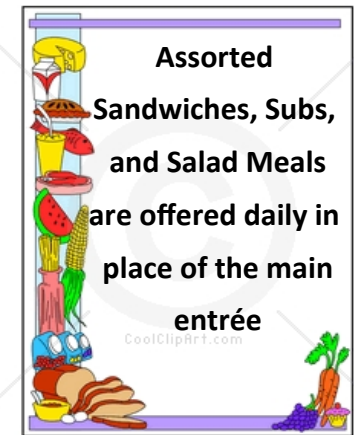 Assorted
Sandwiches, Subs,
and Salad Meals
are offered daily in
place of the main
entrée
CoolClipArt.com